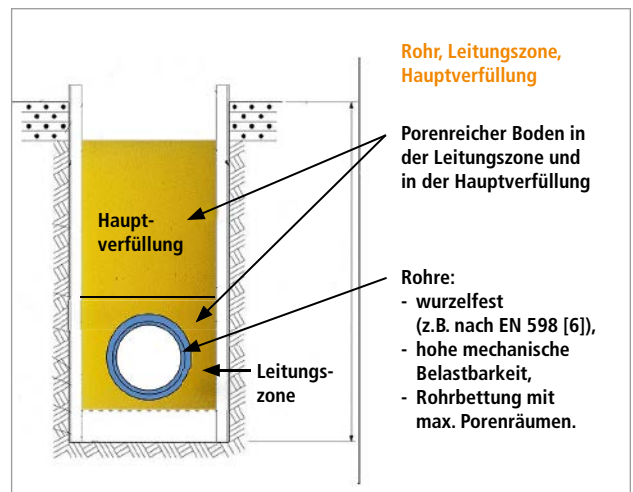 Rohr, Leitungszone,
Hauptverfüllung
Porenreicher Boden in
der Leitungszone und
in der Hauptverfüllung
Haupt-
verfüllung
Rohre:
- wurzelfest
(z.B. nach EN 598 [6]),
- hohe mechanische
Belastbarkeit,
- Rohrbettung mit
max. Porenräumen.
Leitungs-
zone